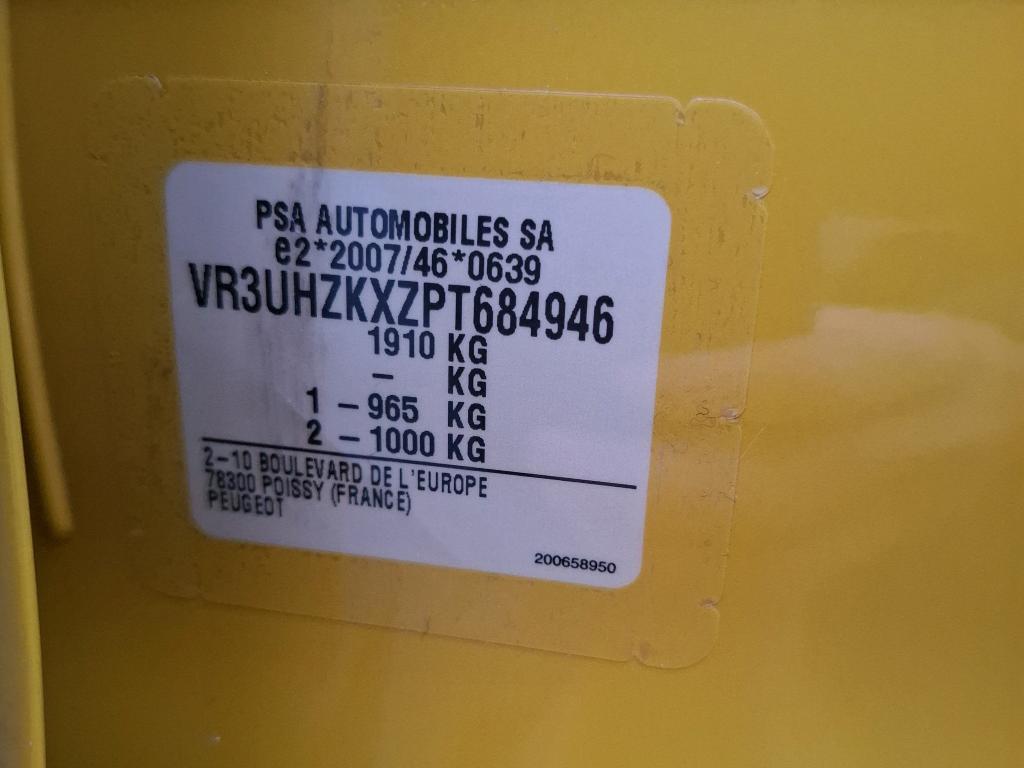 PSA AUTOMOBILES SA
e2*2007/46*0639
VR3UHZKXZPT684946
1910 KG
– KG
1 – 965 KG
2 – 1000 KG
2–10 BOULEVARD DE L'EUROPE
78300 POISSY (FRANCE)
PEUGEOT
200658950